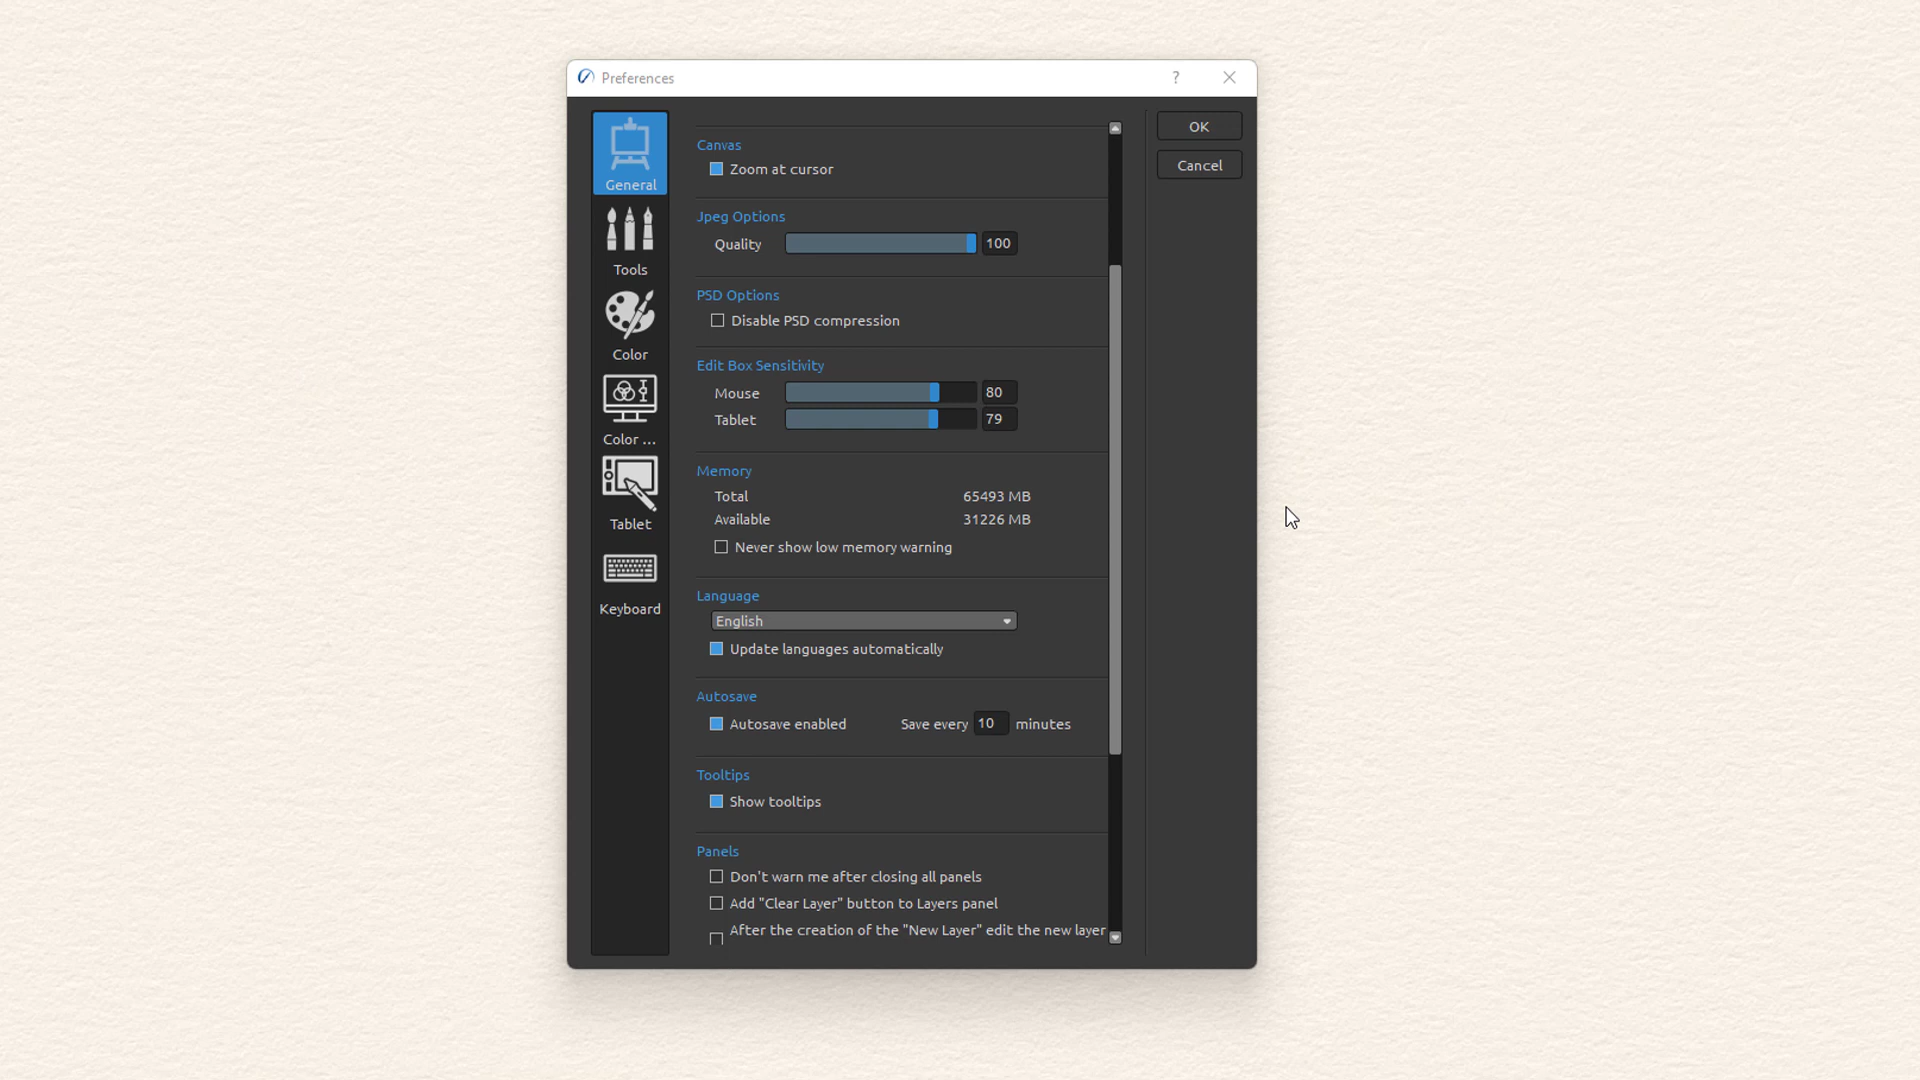 Preferences
?
General
Tools
Color
Color ...
Tablet
Keyboard
Canvas
Zoom at cursor
Jpeg Options
Quality 100
PSD Options
Disable PSD compression
Edit Box Sensitivity
Mouse 80
Tablet 79
Memory
Total 65493 MB
Available 31226 MB
Never show low memory warning
Language
English
Update languages automatically
Autosave
Autosave enabled Save every 10 minutes
Tooltips
Show tooltips
Panels
Don't warn me after closing all panels
Add "Clear Layer" button to Layers panel
After the creation of the "New Layer" edit the new layer
OK
Cancel